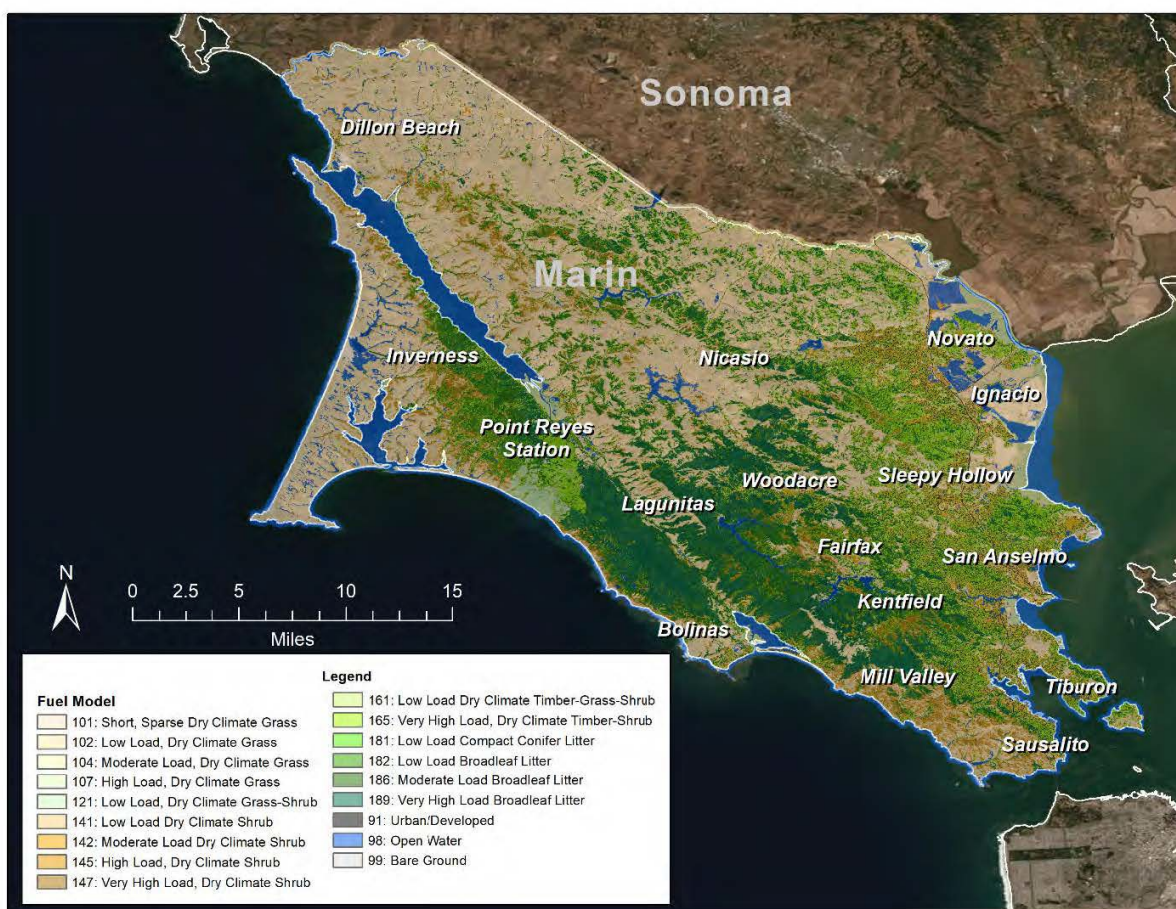 Sonoma
Dillon Beach
Marin
Inverness
Nicasio
Novato
Ignacio
Point Reyes
Station
Woodacre
Sleepy Hollow
Lagunitas
Fairfax
San Anselmo
Kentfield
Bolinas
Mill Valley
Tiburon
Sausalito
N
0 2.5 5 10 15
Miles
Legend
Fuel Model
101: Short, Sparse Dry Climate Grass
102: Low Load, Dry Climate Grass
104: Moderate Load, Dry Climate Grass
107: High Load, Dry Climate Grass
121: Low Load, Dry Climate Grass-Shrub
141: Low Load Dry Climate Shrub
142: Moderate Load Dry Climate Shrub
145: High Load, Dry Climate Shrub
147: Very High Load, Dry Climate Shrub
161: Low Load Dry Climate Timber-Grass-Shrub
165: Very High Load, Dry Climate Timber-Shrub
181: Low Load Compact Conifer Litter
182: Low Load Broadleaf Litter
186: Moderate Load Broadleaf Litter
189: Very High Load Broadleaf Litter
91: Urban/Developed
98: Open Water
99: Bare Ground